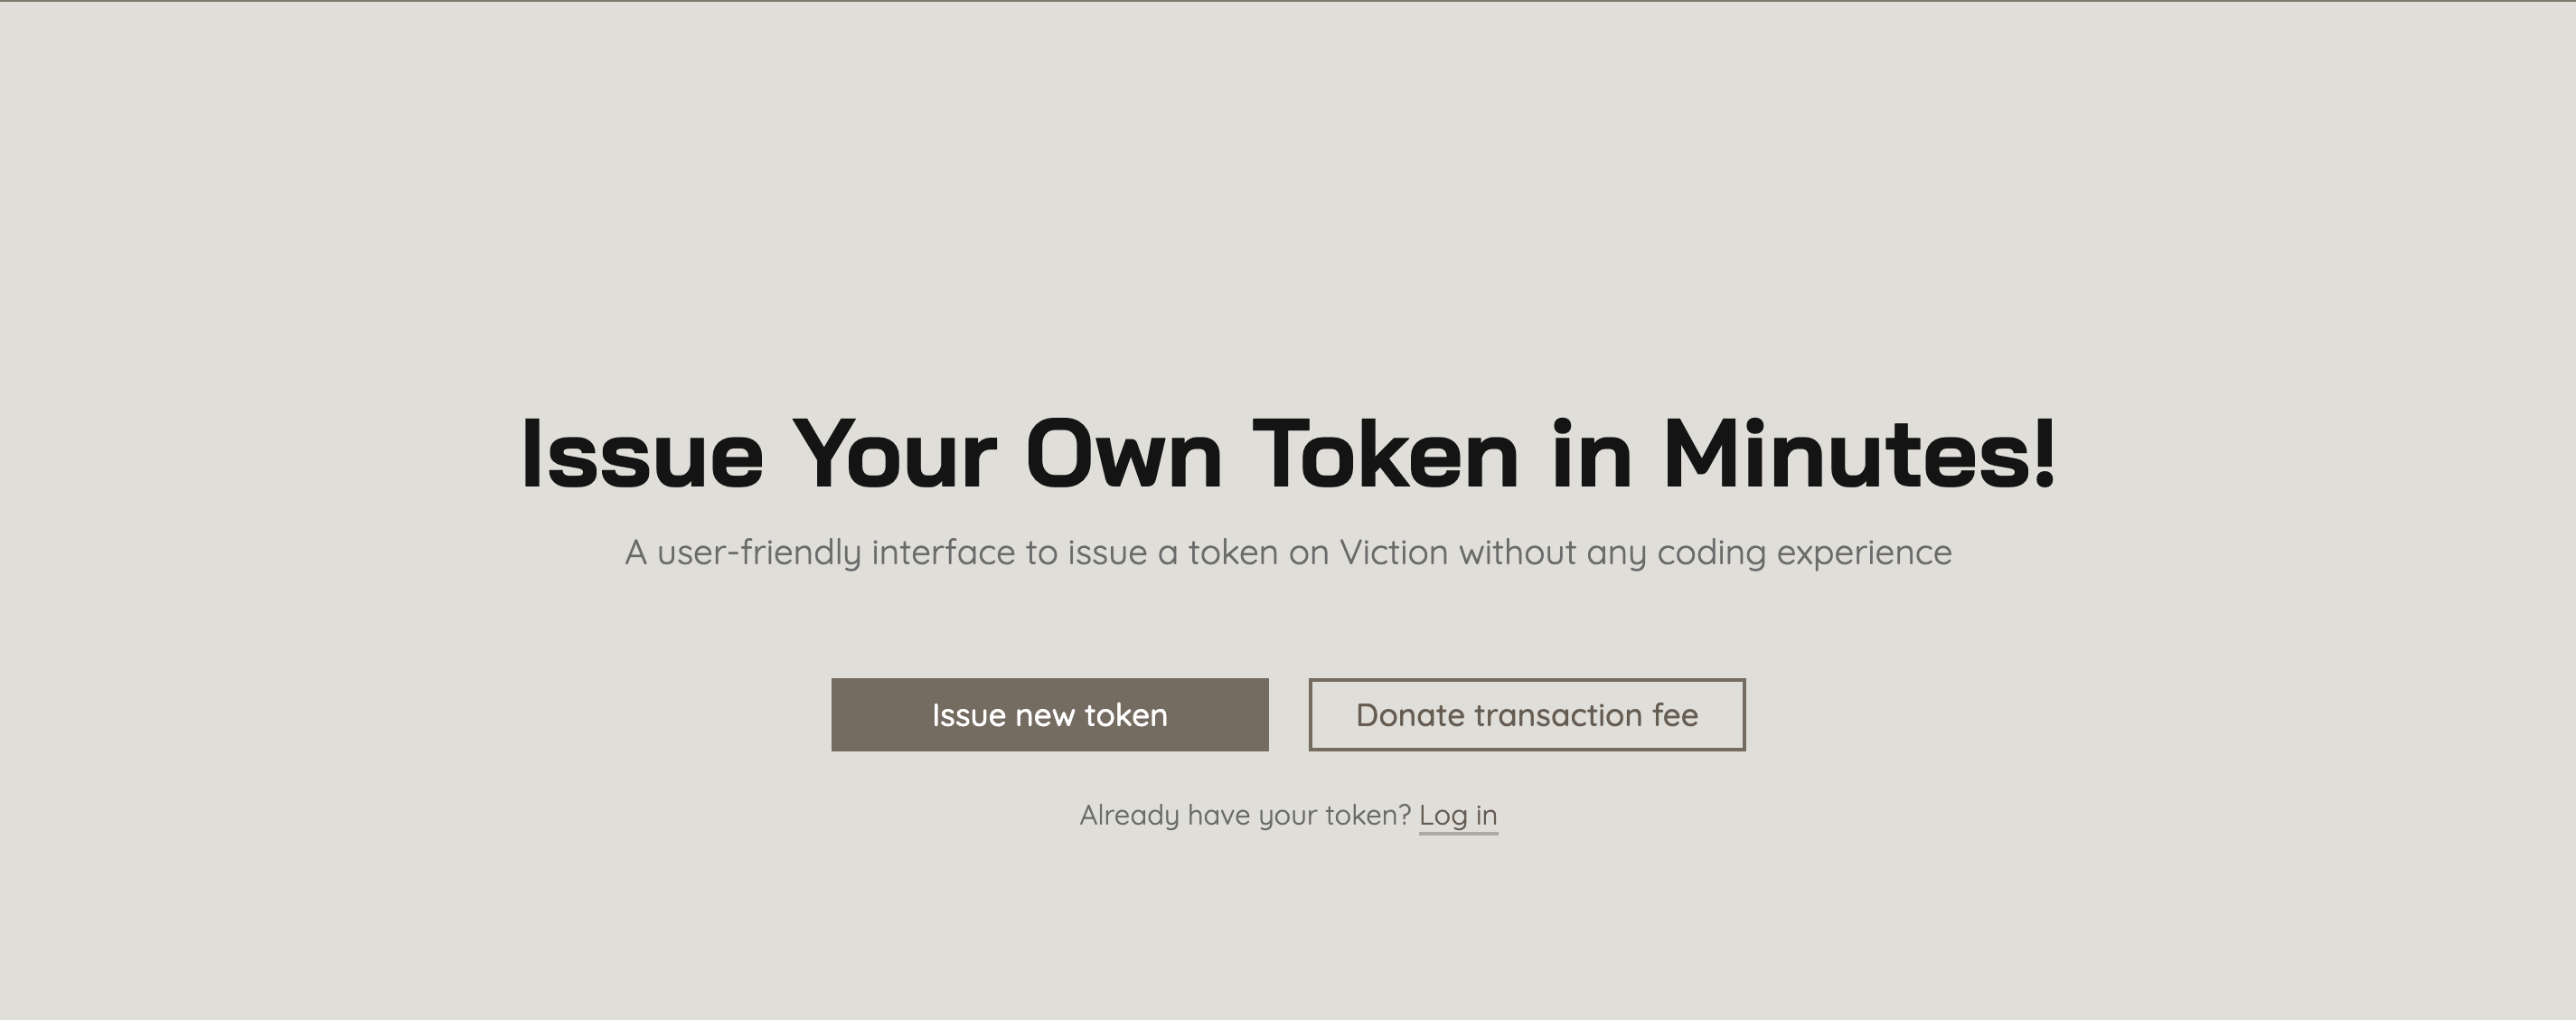 Issue Your Own Token in Minutes!
A user-friendly interface to issue a token on Viction without any coding experience
Issue new token
Donate transaction fee
Already have your token? Log in